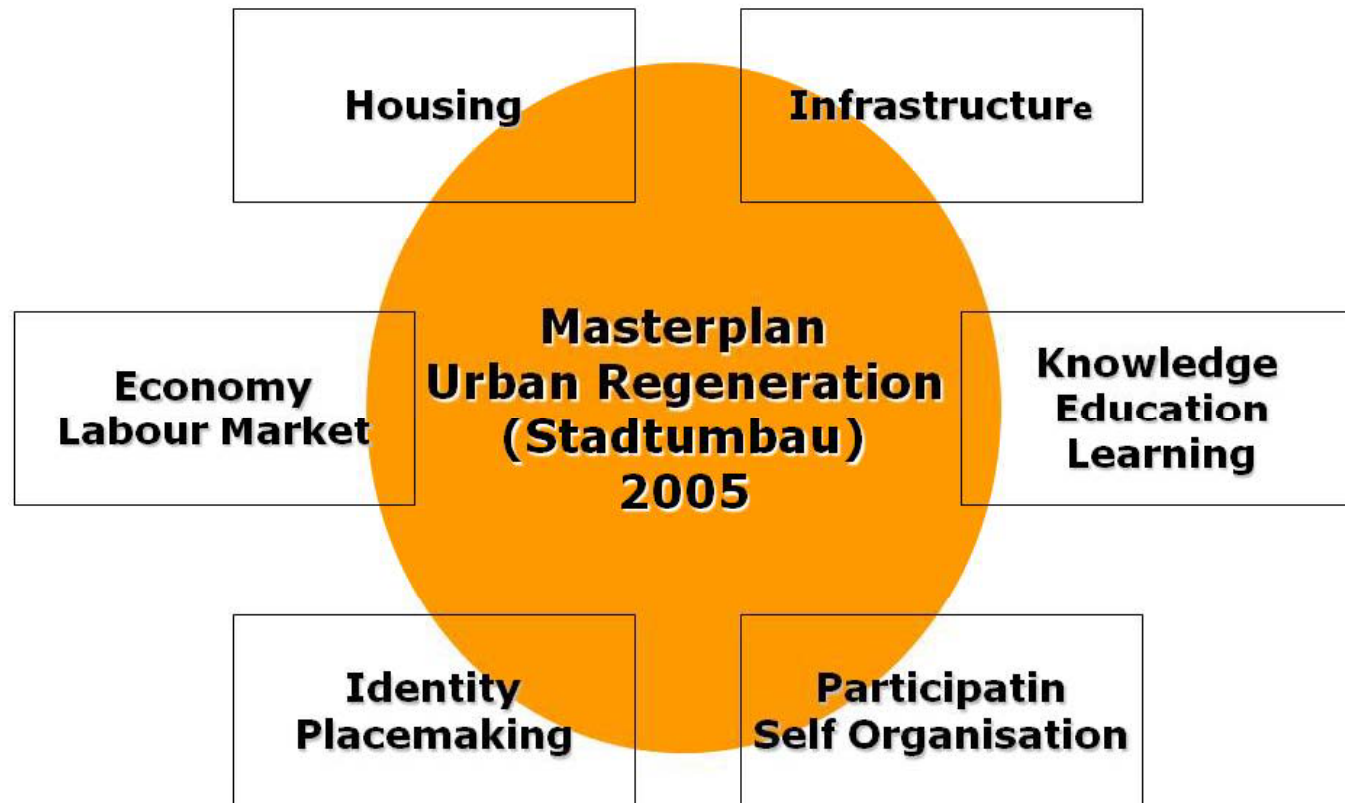 Housing
Infrastructure
Masterplan
Urban Regeneration
(Stadtumbau)
2005
Economy
Labour Market
Knowledge
Education
Learning
Identity
Placemaking
Participatin
Self Organisation